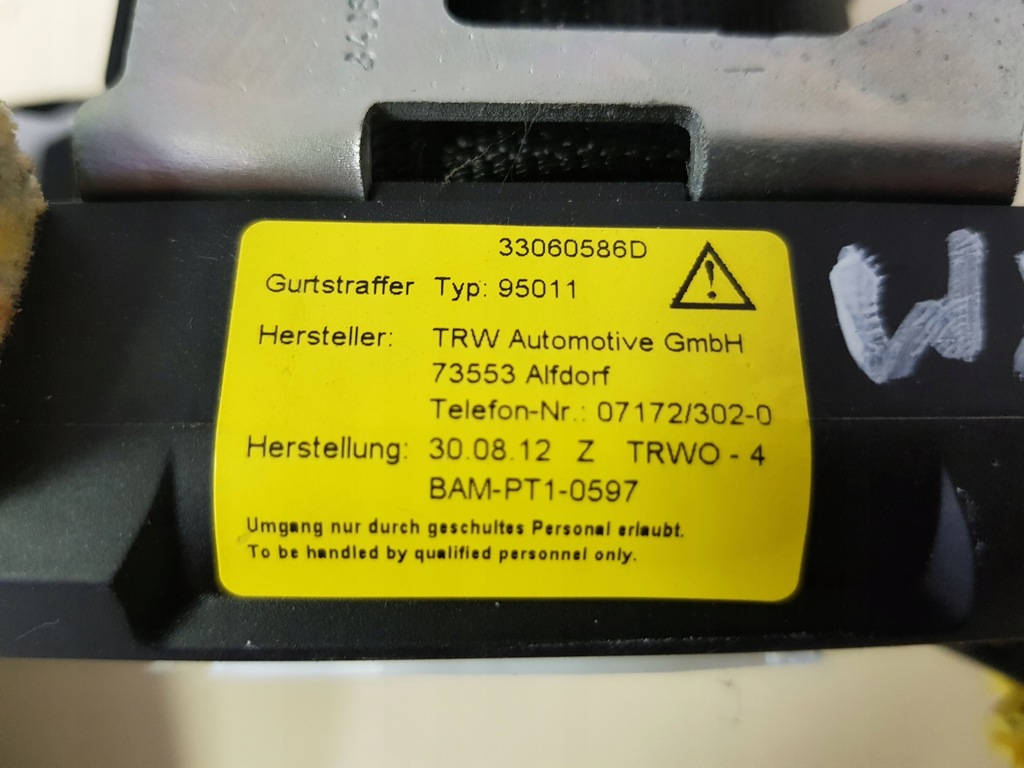 33060586D
Gurtstraffer Typ: 95011
Hersteller: TRW Automotive GmbH
73553 Alfdorf
Telefon-Nr.: 07172/302-0
Herstellung: 30.08.12 Z TRWO - 4
BAM-PT1-0597
Umgang nur durch geschultes Personal erlaubt.
To be handled by qualified personnel only.